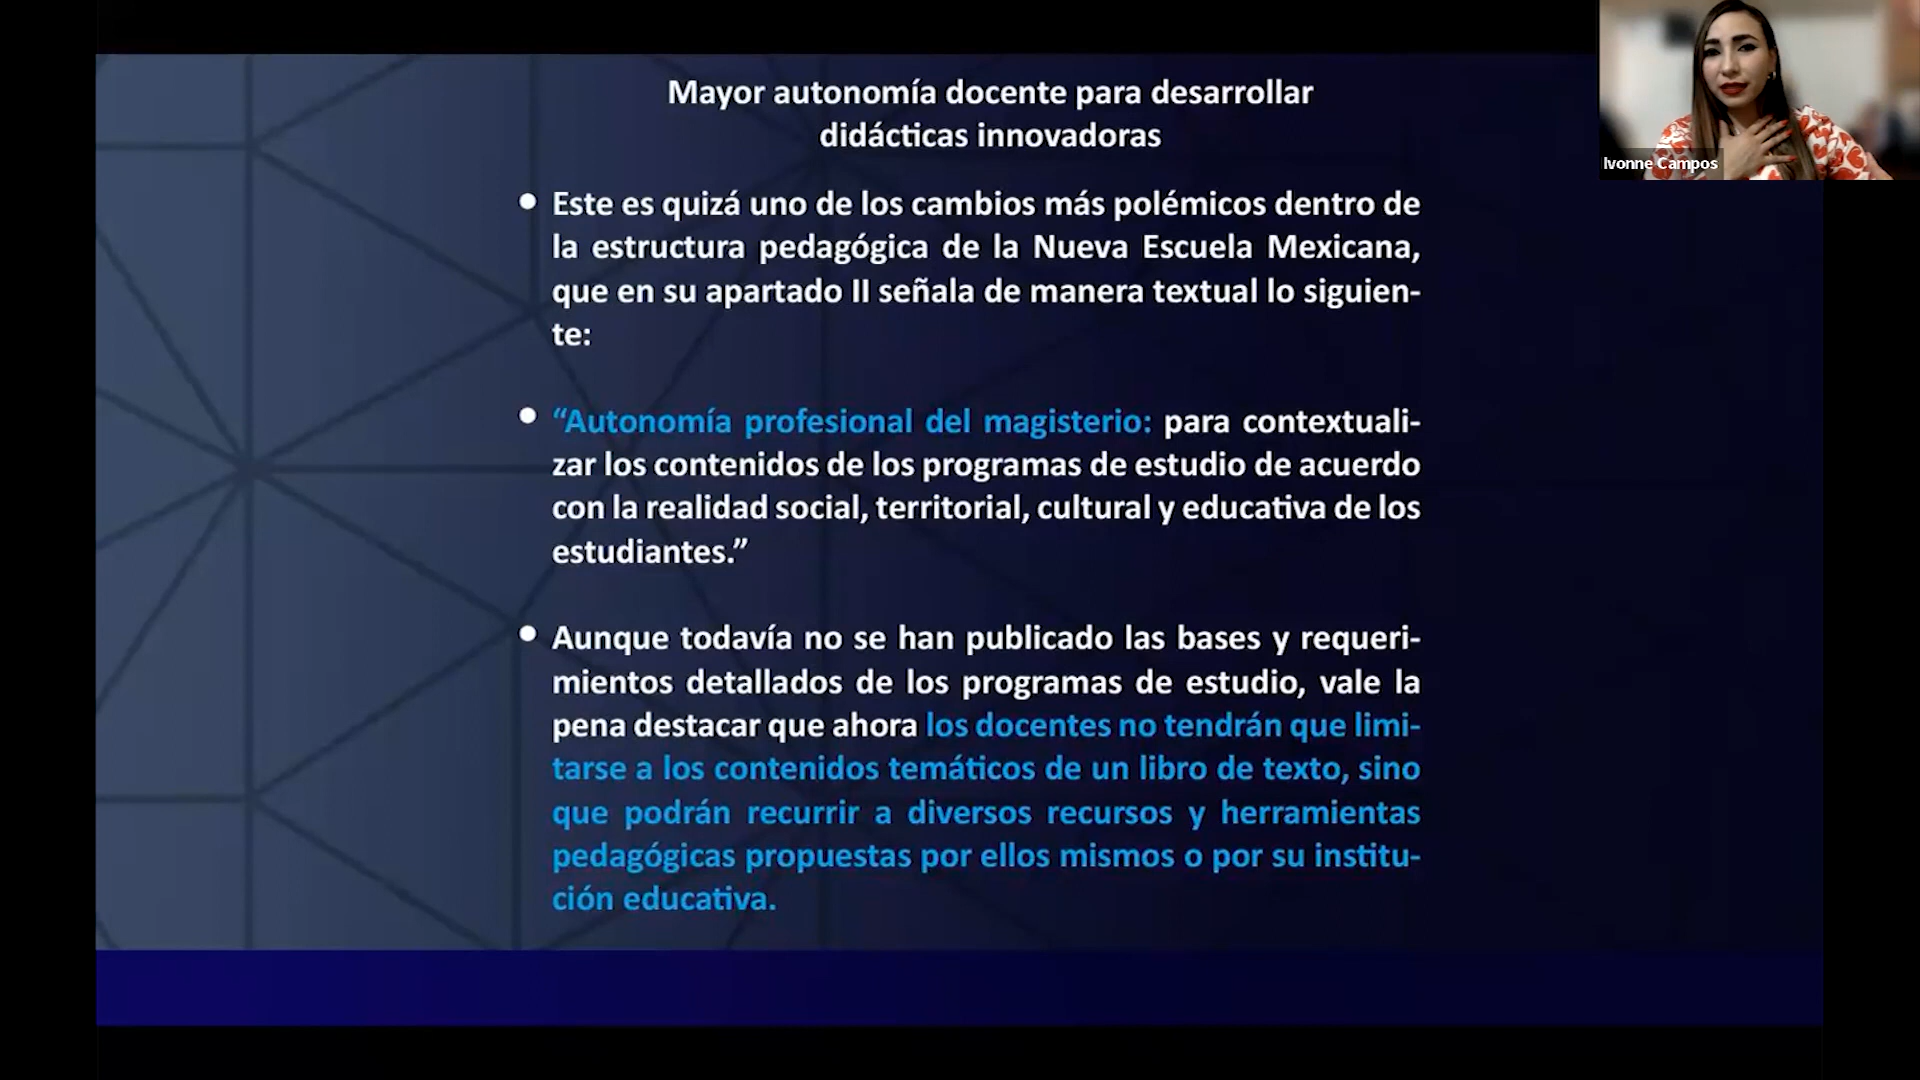 Mayor autonomía docente para desarrollar
didácticas innovadoras
• Este es quizá uno de los cambios más polémicos dentro de
la estructura pedagógica de la Nueva Escuela Mexicana,
que en su apartado II señala de manera textual lo siguien-
te:
• “Autonomía profesional del magisterio: para contextuali-
zar los contenidos de los programas de estudio de acuerdo
con la realidad social, territorial, cultural y educativa de los
estudiantes.”
• Aunque todavía no se han publicado las bases y requeri-
mientos detallados de los programas de estudio, vale la
pena destacar que ahora los docentes no tendrán que limi-
tarse a los contenidos temáticos de un libro de texto, sino
que podrán recurrir a diversos recursos y herramientas
pedagógicas propuestas por ellos mismos o por su institu-
ción educativa.
Ivonne Campos